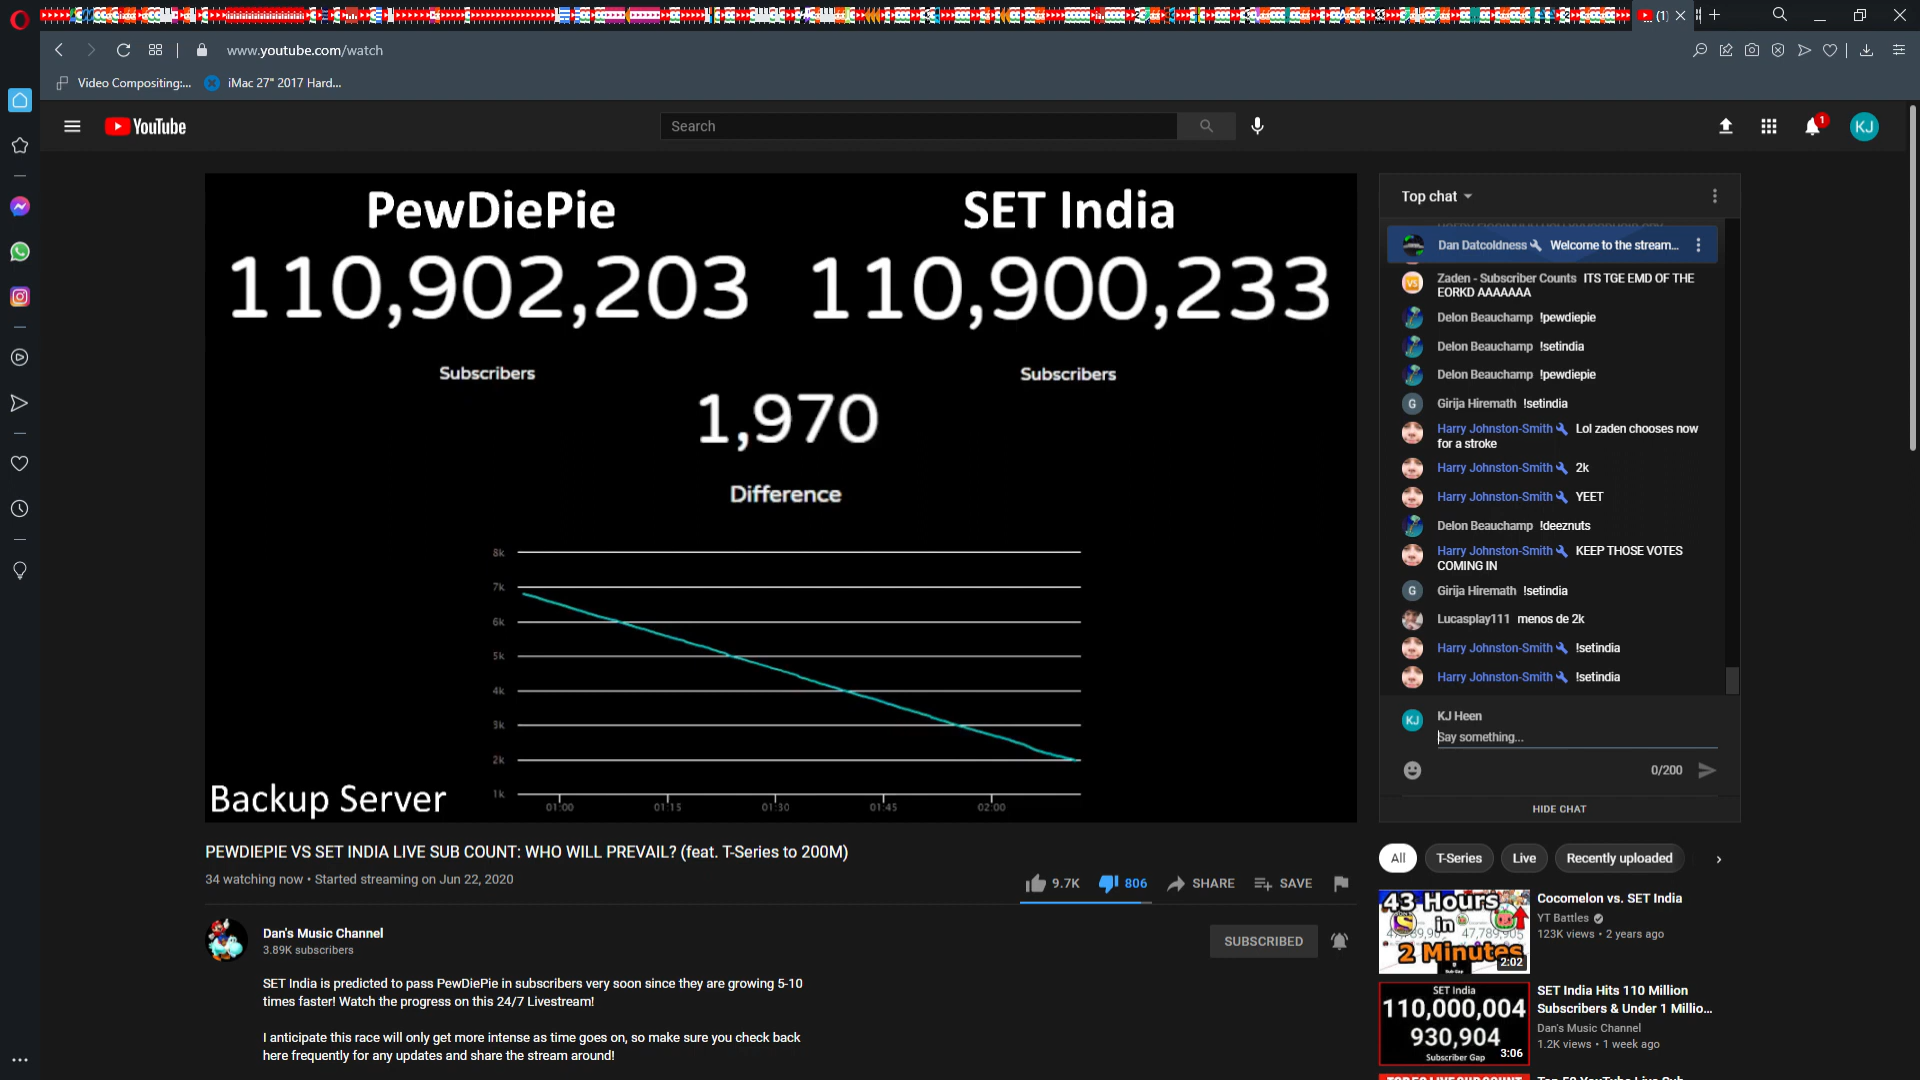 (1)
www.youtube.com/watch
Video Compositing:...
iMac 27" 2017 Hard...
YouTube
Search
1
KJ
PewDiePie
SET India
110,902,203
110,900,233
Subscribers
Subscribers
1,970
Difference
8k
7k
6k
5k
4k
3k
2k
1k
01:00
01:15
01:30
01:45
02:00
Backup Server
Top chat
Dan Datcoldness Welcome to the stream...
Zaden - Subscriber Counts ITS TGE EMD OF THE
EORKD AAAAAAA
Delon Beauchamp !pewdiepie
Delon Beauchamp !setindia
Delon Beauchamp !pewdiepie
G Girija Hiremath !setindia
Harry Johnston-Smith Lol zaden chooses now
for a stroke
Harry Johnston-Smith 2k
Harry Johnston-Smith YEET
Delon Beauchamp !deeznuts
Harry Johnston-Smith KEEP THOSE VOTES
COMING IN
G Girija Hiremath !setindia
Lucasplay111 menos de 2k
Harry Johnston-Smith !setindia
Harry Johnston-Smith !setindia
KJ KJ Heen
Say something...
0/200
HIDE CHAT
PEWDIEPIE VS SET INDIA LIVE SUB COUNT: WHO WILL PREVAIL? (feat. T-Series to 200M)
34 watching now • Started streaming on Jun 22, 2020
9.7K
806
SHARE
SAVE
Dan's Music Channel
3.89K subscribers
SUBSCRIBED
SET India is predicted to pass PewDiePie in subscribers very soon since they are growing 5-10
times faster! Watch the progress on this 24/7 Livestream!
I anticipate this race will only get more intense as time goes on, so make sure you check back
here frequently for any updates and share the stream around!
All
T-Series
Live
Recently uploaded
43 Hours
in
2 Minutes
2:02
Cocomelon vs. SET India
YT Battles
123K views • 2 years ago
SET India
110,000,004
930,904
Subscriber Gap
3:06
SET India Hits 110 Million
Subscribers & Under 1 Millio...
Dan's Music Channel
1.2K views • 1 week ago